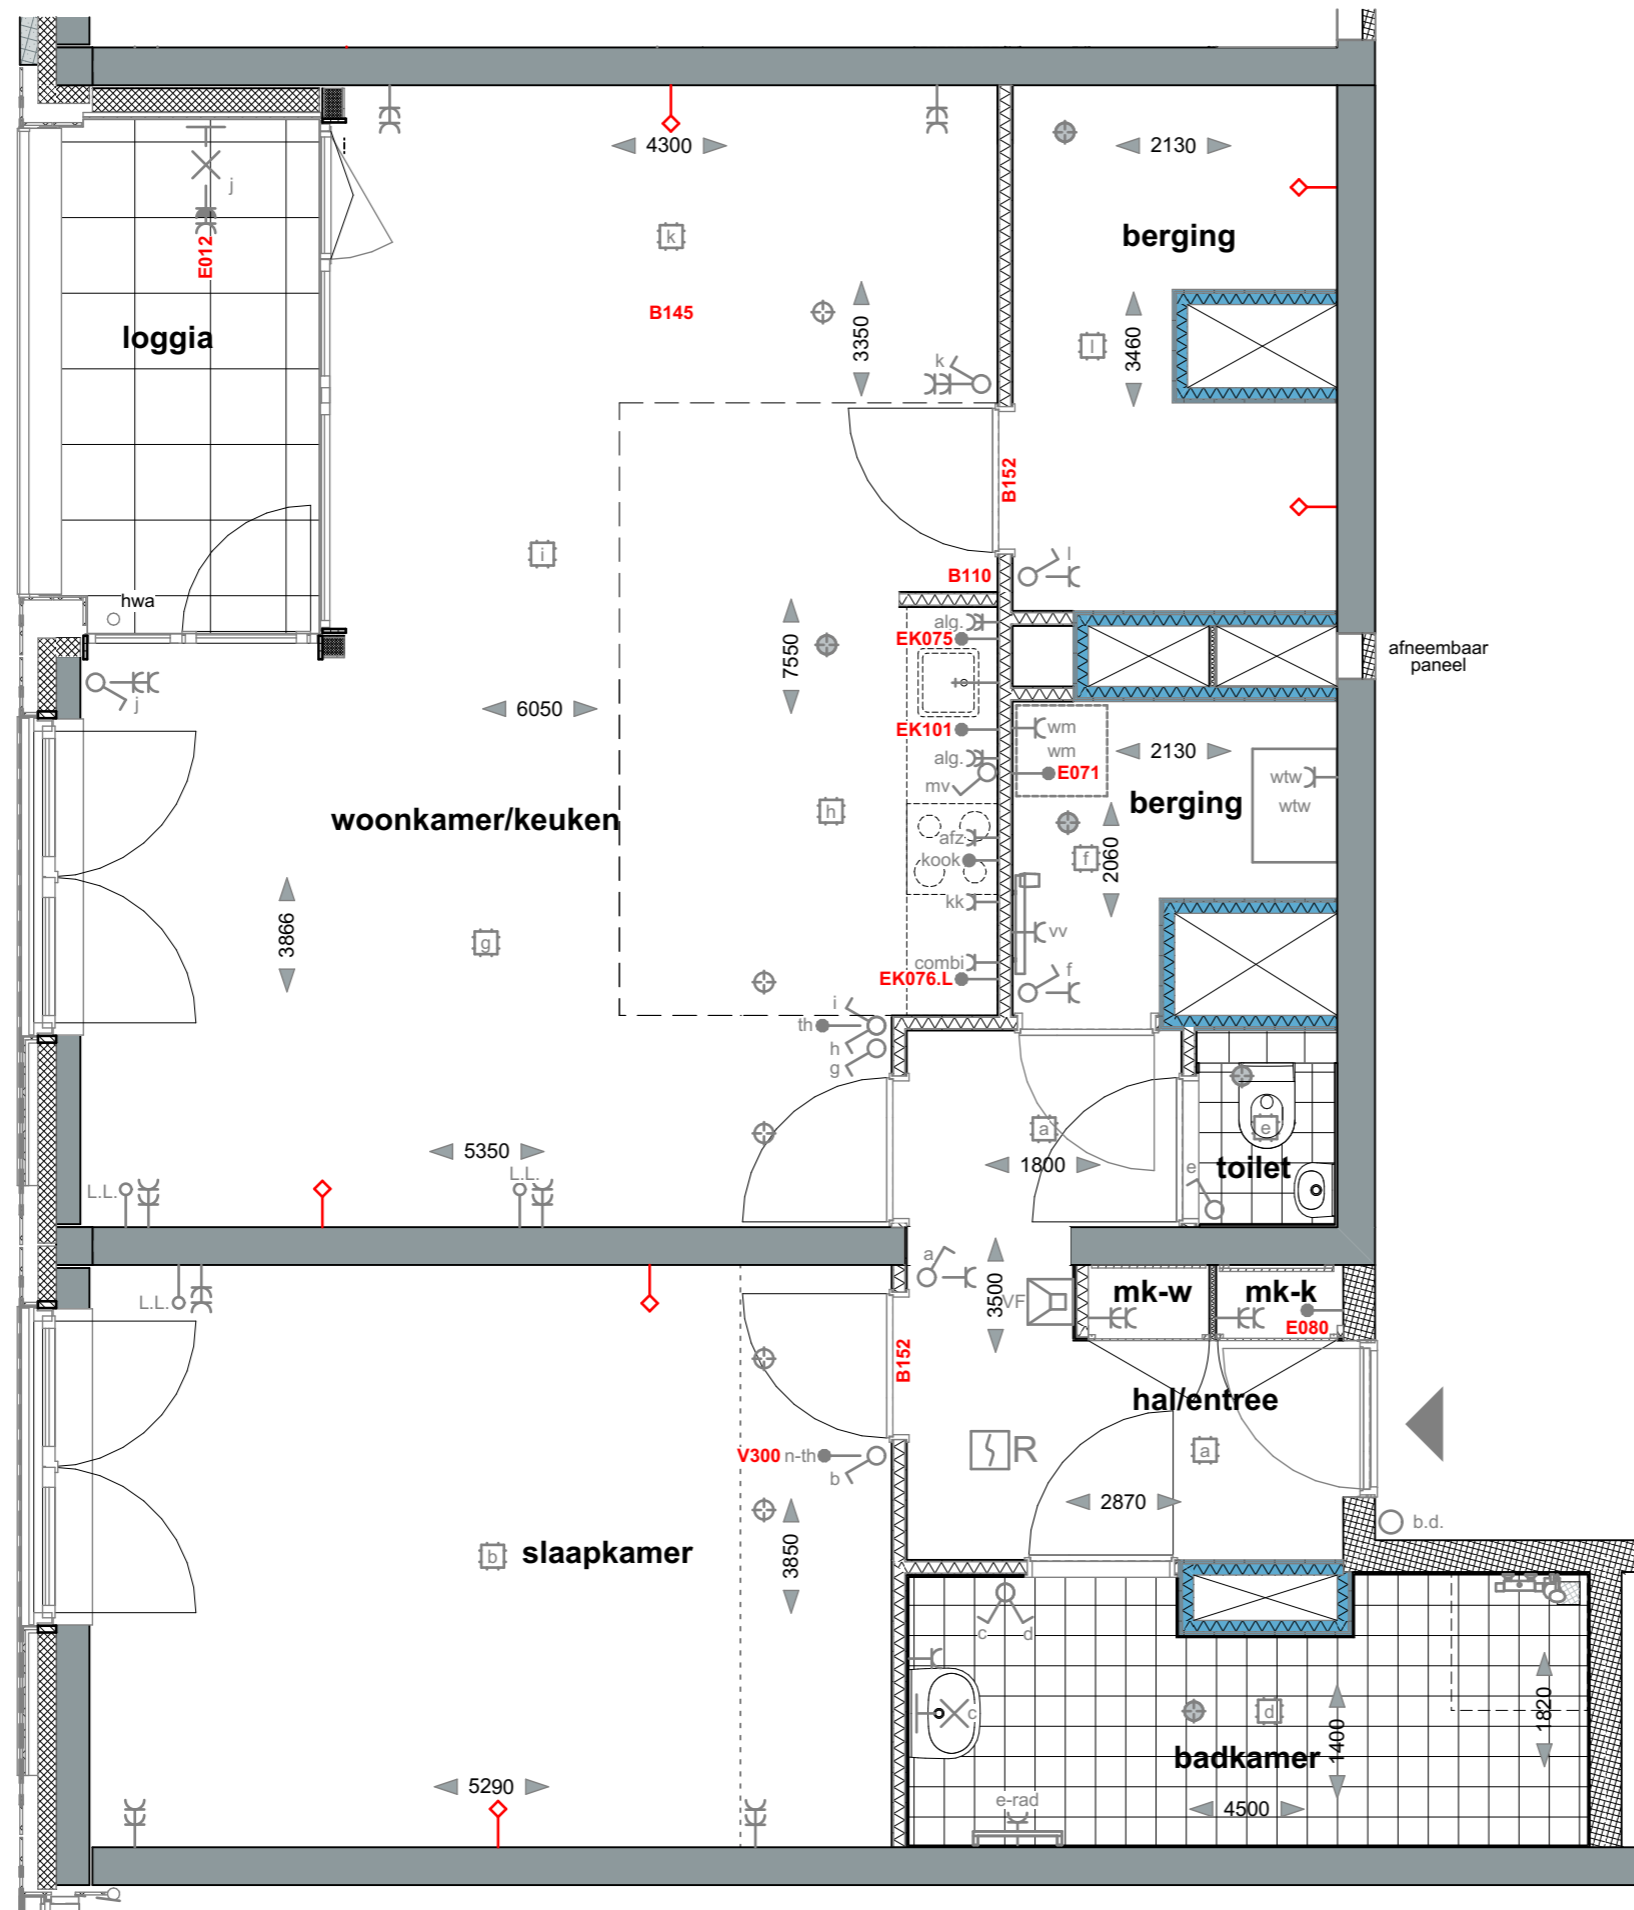 4300
2130
j
k
berging
E012
B145
loggia
3350
3460
l
k
B152
i
hwa
B110
l
alg.
EK075
7550
afneembaar
paneel
j
6050
EK101
wm
wm
2130
alg.
E071
mv
wtw
wtw
woonkamer/keuken
h
berging
afz
kook
f
2060
kk
3866
g
vv
combi
EK076.L
f
i
th
h
g
a
e
5350
1800
toilet
e
L.L.
L.L.
a
3500
VF
mk-w
mk-k
L.L.
E080
B152
hal/entree
R
a
V300 n-th
b
2870
b.d.
b
slaapkamer
3850
c
d
c
d
1400
1820
badkamer
5290
e-rad
4500